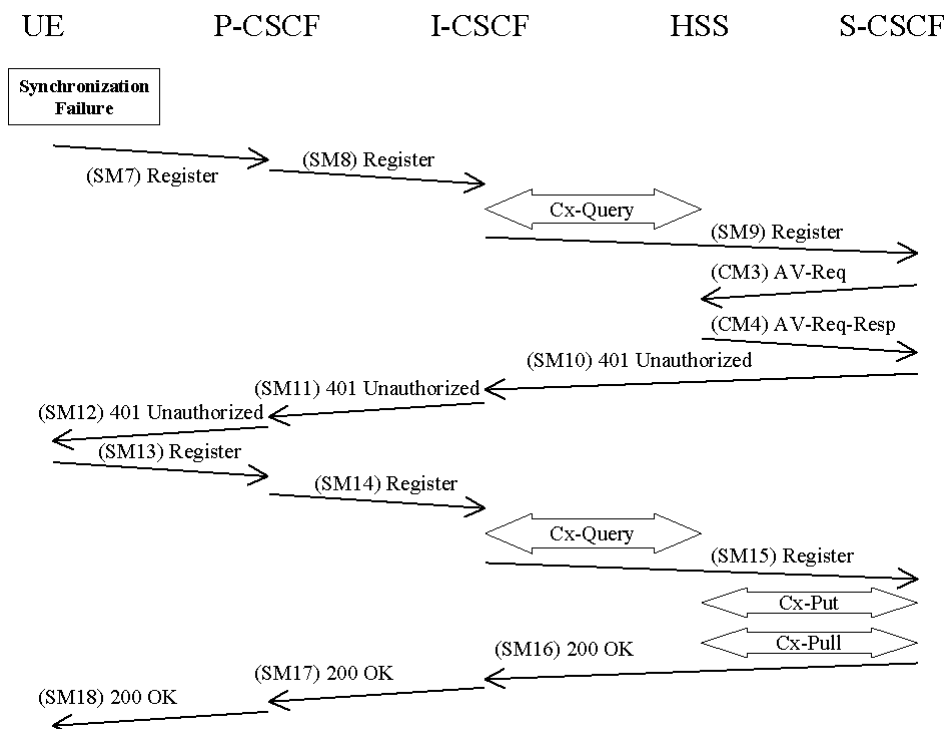 UE P-CSCF I-CSCF HSS S-CSCF
Synchronization
Failure
(SM7) Register
(SM8) Register
Cx-Query
(SM9) Register
(CM3) AV-Req
(CM4) AV-Req-Resp
(SM10) 401 Unauthorized
(SM11) 401 Unauthorized
(SM12) 401 Unauthorized
(SM13) Register
(SM14) Register
Cx-Query
(SM15) Register
Cx-Put
Cx-Pull
(SM16) 200 OK
(SM17) 200 OK
(SM18) 200 OK